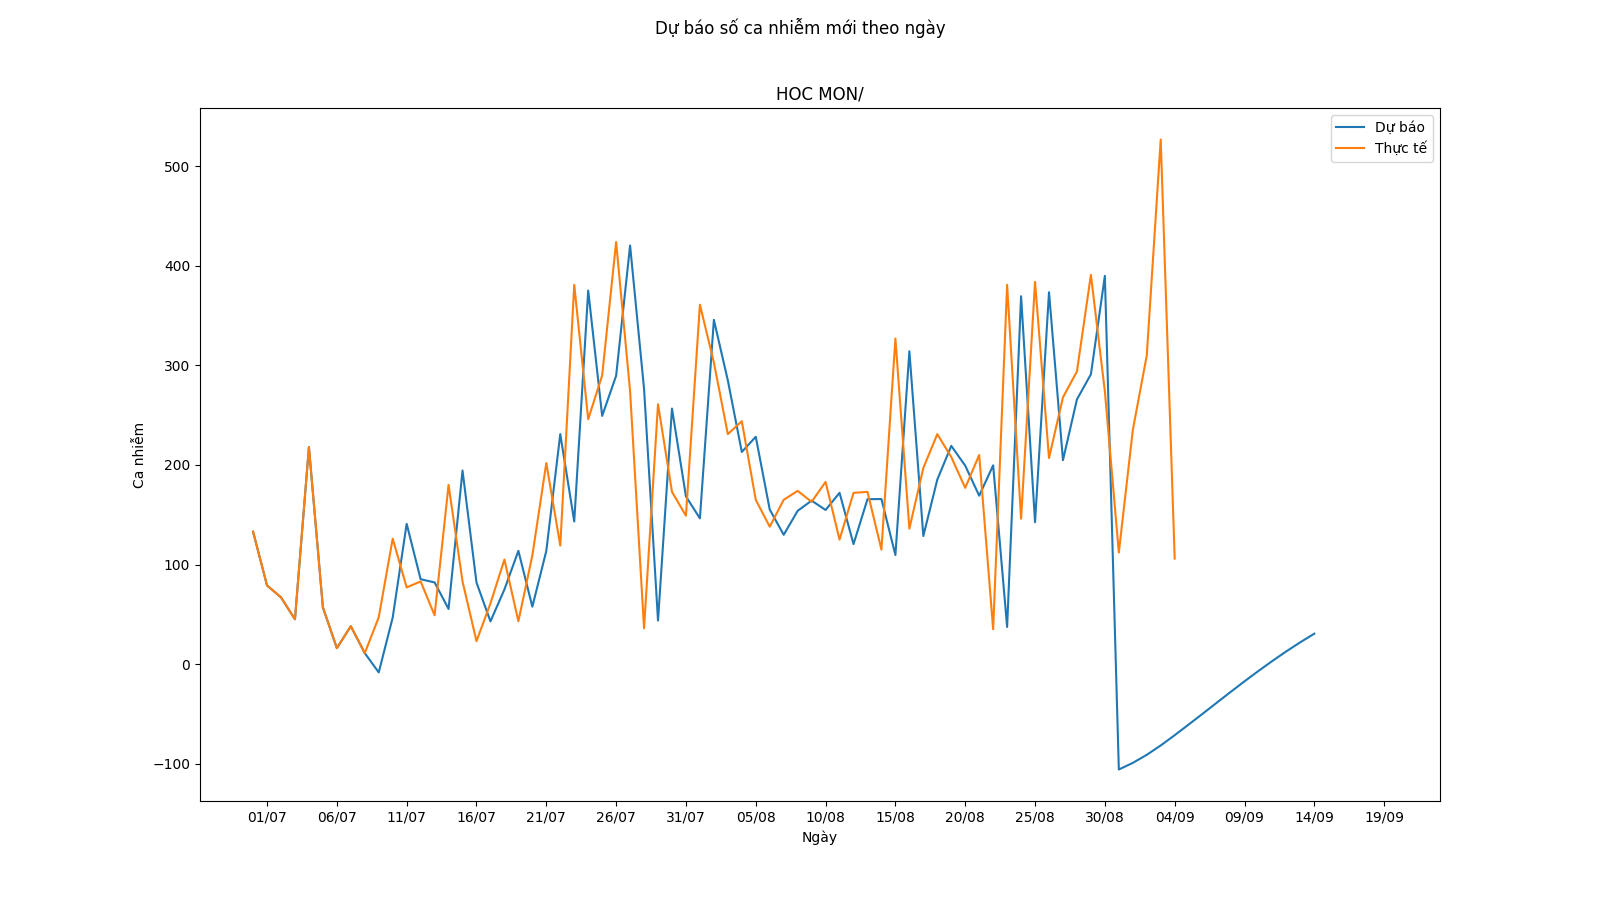 Dự báo số ca nhiễm mới theo ngày
HOC MON/
Dự báo
Thực tế
500
400
300
200
100
0
−100
Ca nhiễm
01/07 06/07 11/07 16/07 21/07 26/07 31/07 05/08 10/08 15/08 20/08 25/08 30/08 04/09 09/09 14/09 19/09
Ngày